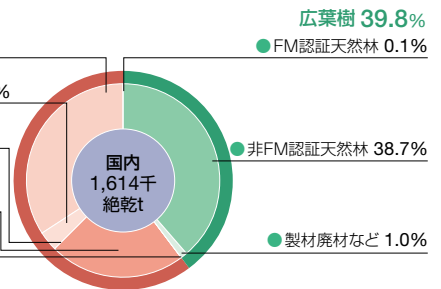 広葉樹 39.8%
●FM認証天然林 0.1%
%
●非FM認証天然林 38.7%
国内
1,614千
絶乾t
●製材廃材など 1.0%